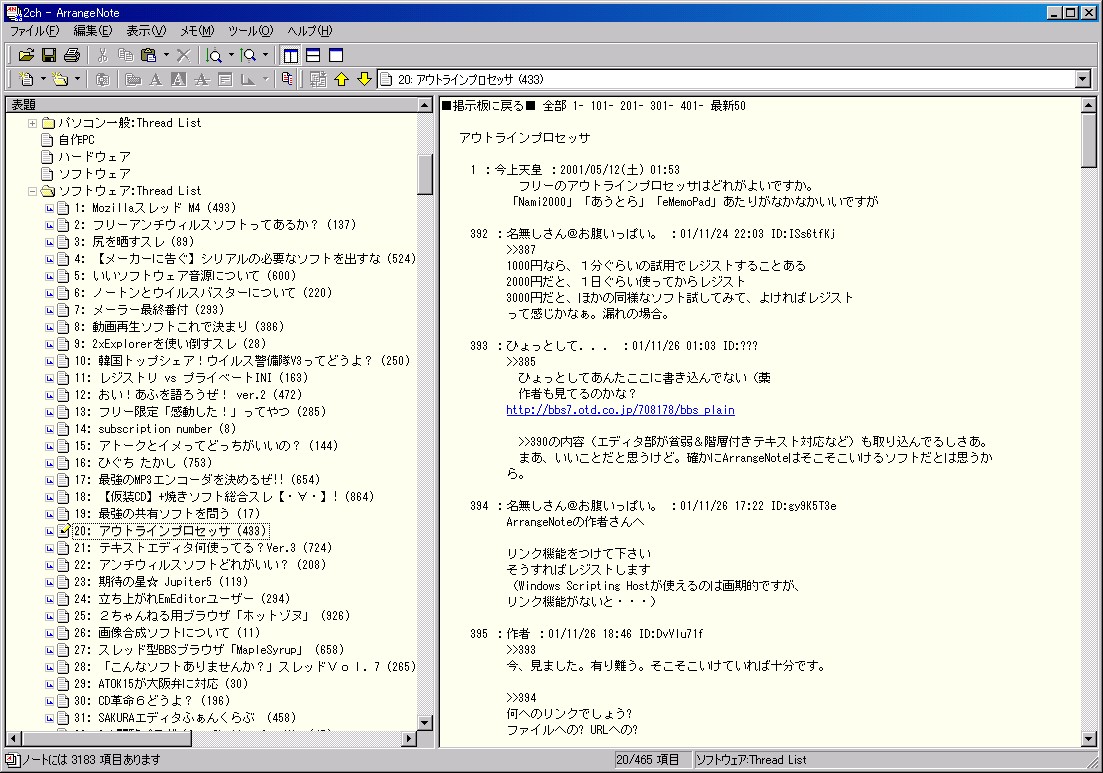 2ch - ArrangeNote
ファイル(F) 編集(E) 表示(V) メモ(M) ツール(O) ヘルプ(H)
20: アウトラインプロセッサ (433)
表題
パソコン一般:Thread List
自作PC
ハードウェア
ソフトウェア
ソフトウェア:Thread List
1: Mozillaスレッド M4 (493)
2: フリーアンチウィルスソフトってあるか? (137)
3: 尻を晒すスレ (89)
4: 【メーカーに告ぐ】シリアルの必要なソフトを出すな (524)
5: いいソフトウェア音源について (600)
6: ノートンとウイルスバスターについて (220)
7: メーラー最終番付 (293)
8: 動画再生ソフトこれで決まり (386)
9: 2xExplorerを使い倒すスレ (28)
10: 韓国トップシェア!ウイルス警備隊V3ってどうよ? (250)
11: レジストリ vs プライベートINI (163)
12: おい!あふを語ろうぜ! ver.2 (472)
13: フリー限定「感動した!」ってやつ (285)
14: subscription number (8)
15: アトークとイメってどっちがいいの? (144)
16: ひぐち たかし (753)
17: 最強のMP3エンコーダを決めるぜ!! (654)
18: 【仮装CD】+焼きソフト総合スレ【・∀・】! (864)
19: 最強の共有ソフトを問う (17)
20: アウトラインプロセッサ (433)
21: テキストエディタ何使ってる?Ver.3 (724)
22: アンチウィルスソフトどれがいい? (208)
23: 期待の星☆ Jupiter5 (119)
24: 立ち上がれEmEditorユーザー (294)
25: 2ちゃんねる用ブラウザ「ホットゾヌ」 (926)
26: 画像合成ソフトについて (11)
27: スレッド型BBSブラウザ「MapleSyrup」 (658)
28: 「こんなソフトありませんか?」スレッドVol.7 (265)
29: ATOK15が大阪弁に対応 (30)
30: CD革命6どうよ? (196)
31: SAKURAエディタふぁんくらぶ (458)
■掲示板に戻る■ 全部 1- 101- 201- 301- 401- 最新50
アウトラインプロセッサ
1 :今上天皇 :2001/05/12(土) 01:53
フリーのアウトラインプロセッサはどれがよいですか。
「Nami2000」「あうとら」「eMemoPad」あたりがなかなかいいですが
392 :名無しさん@お腹いっぱい。 :01/11/24 22:03 ID:ISs6tfKj
>>387
1000円なら、1分ぐらいの試用でレジストすることある
2000円だと、1日ぐらい使ってからレジスト
3000円だと、ほかの同様なソフト試してみて、よければレジスト
って感じかなぁ。漏れの場合。
393 :ひょっとして... :01/11/26 01:03 ID:???
>>385
ひょっとしてあんたここに書き込んでない(藁
作者も見てるのかな?
http://bbs7.otd.co.jp/708178/bbs_plain
>>390の内容(エディタ部が貧弱&階層付きテキスト対応など)も取り込んでるしさあ。
まあ、いいことだと思うけど。確かにArrangeNoteはそこそこいけるソフトだとは思うか
ら。
394 :名無しさん@お腹いっぱい。 :01/11/26 17:22 ID:gy9K5T3e
ArrangeNoteの作者さんへ
リンク機能をつけて下さい
そうすればレジストします
(Windows Scripting Hostが使えるのは画期的ですが、
リンク機能がないと・・・)
395 :作者 :01/11/26 18:46 ID:DvVlu71f
>>393
今、見ました。有り難う。そこそこいけていれば十分です。
>>394
何へのリンクでしょう?
ファイルへの? URLへの?
ノートには 3183 項目あります
20/465 項目
ソフトウェア:Thread List